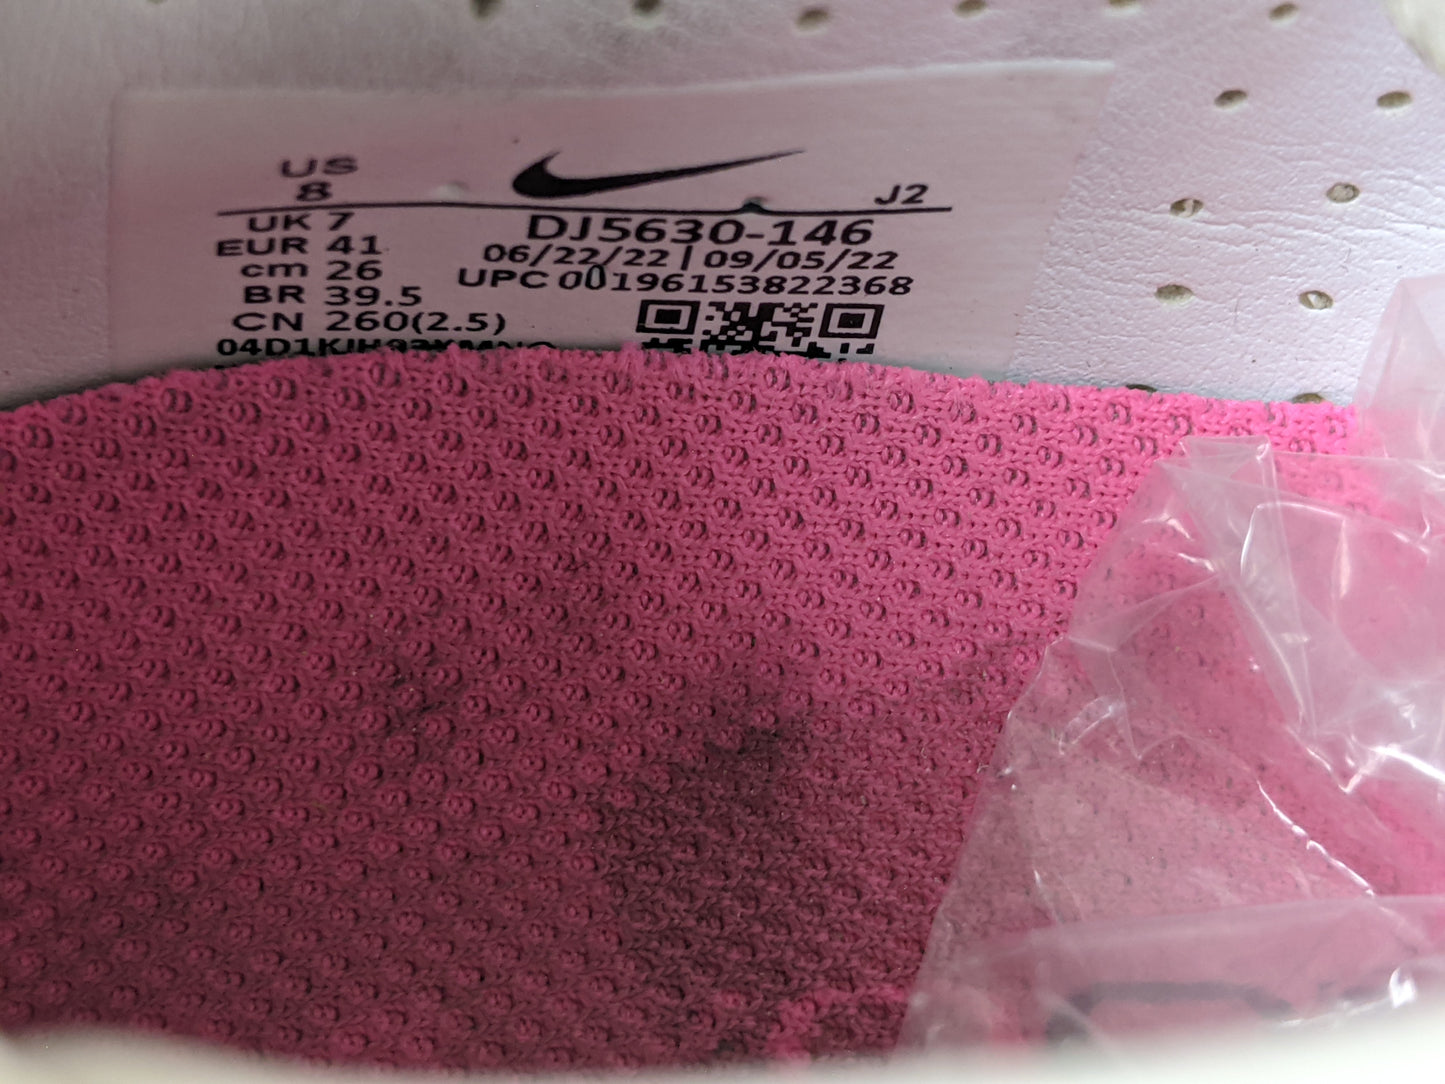 US
8
J2
UK 7
EUR 41
cm 26
BR 39.5
CN 260(2.5)
DJ5630-146
06/22/22 | 09/05/22
UPC 00196153822368